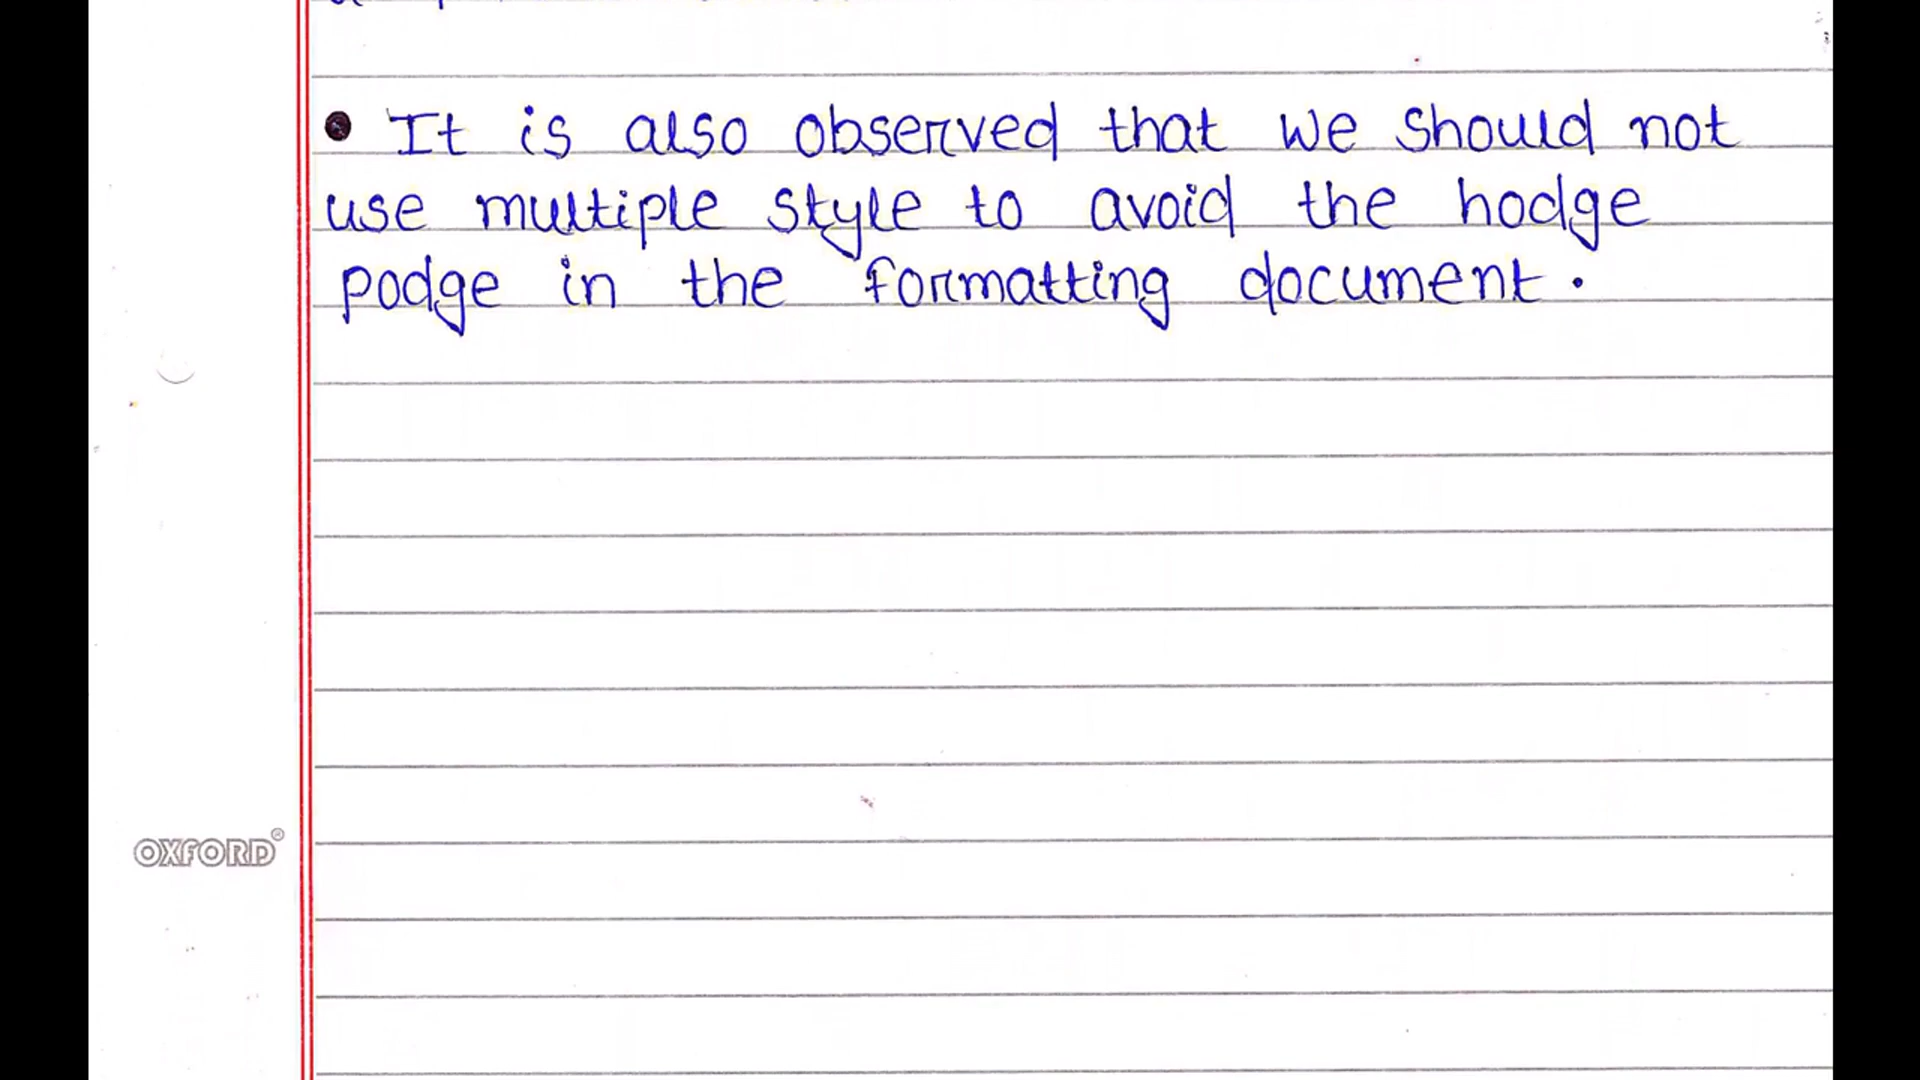 • It is also observed that we should not
use multiple style to avoid the hodge
podge in the formatting document.
OXFORD®